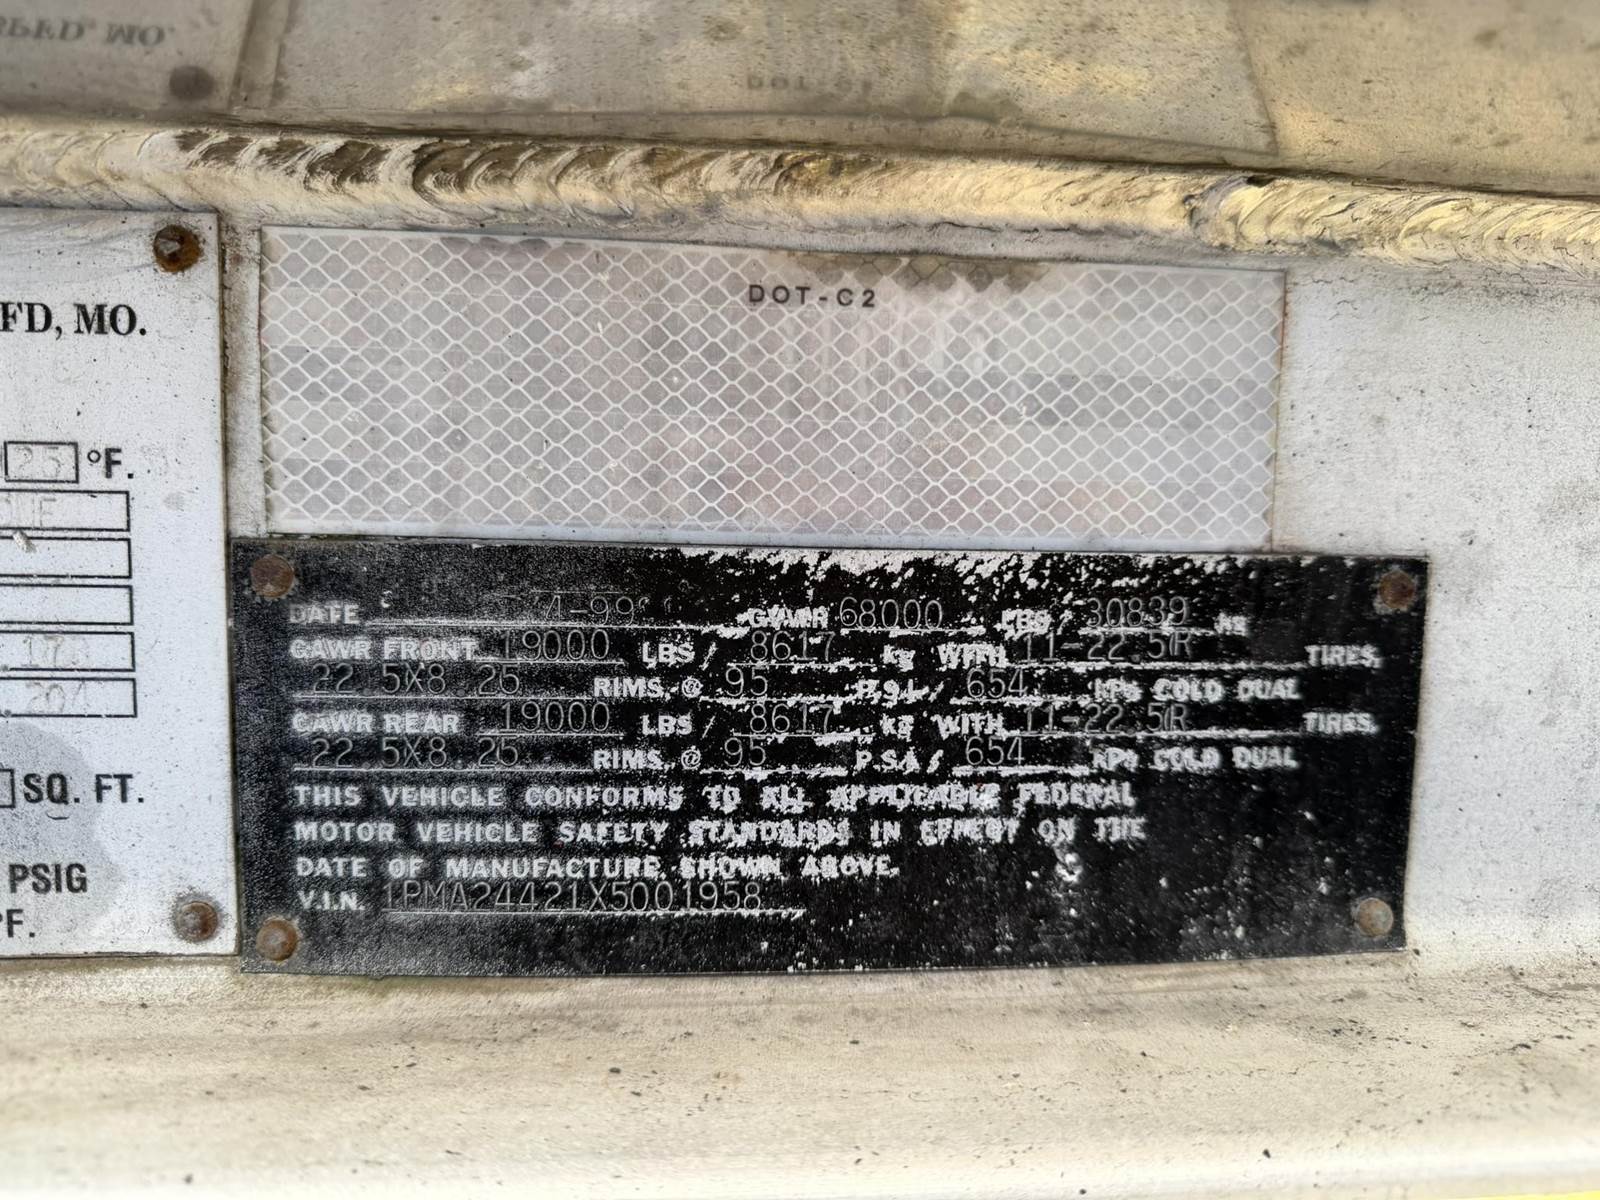 FD, MO.
25 °F.
SQ. FT.
PSIG
°F.
DOT-C2
DATE 4-99 GVWR 68000 LBS / 30839 kg
GAWR FRONT 19000 LBS / 8617 kg WITH 11-22.5R TIRES,
22.5X8.25 RIMS, @ 95 P.S.I. / 654 KPa COLD DUAL
GAWR REAR 19000 LBS / 8617 kg WITH 11-22.5R TIRES,
22.5X8.25 RIMS, @ 95 P.S.I. / 654 KPa COLD DUAL
THIS VEHICLE CONFORMS TO ALL APPLICABLE FEDERAL
MOTOR VEHICLE SAFETY STANDARDS IN EFFECT ON THE
DATE OF MANUFACTURE SHOWN ABOVE.
V.I.N. 1PMA24421X5001958